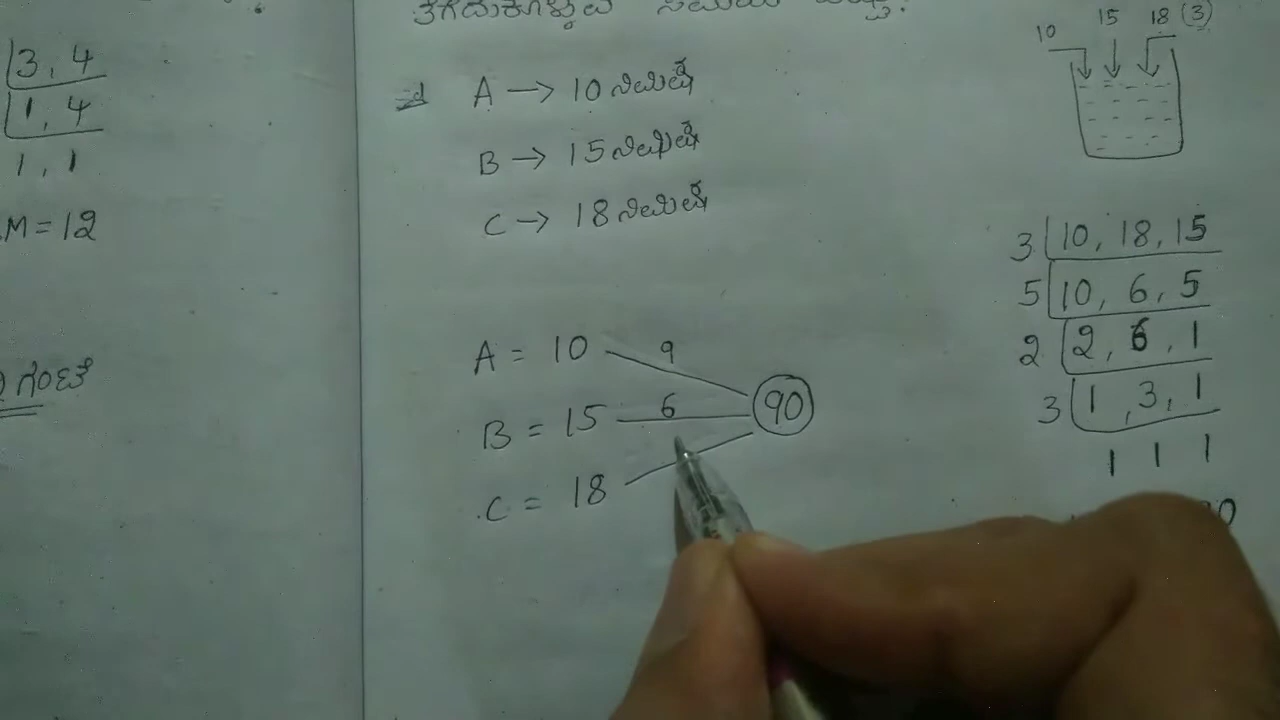 3, 4
1, 4
1, 1
M = 12
ಗಂಟೆ
ತೆಗೆದುಕೊಳ್ಳುವ ಸಮಯ
A → 10 ನಿಮಿಷ
B → 15 ನಿಮಿಷ
C → 18 ನಿಮಿಷ
A = 10 9
B = 15 6 90
C = 18
10 15 18 (3)
3 10, 18, 15
5 10, 6, 5
2 2, 6, 1
3 1, 3, 1
1 1 1